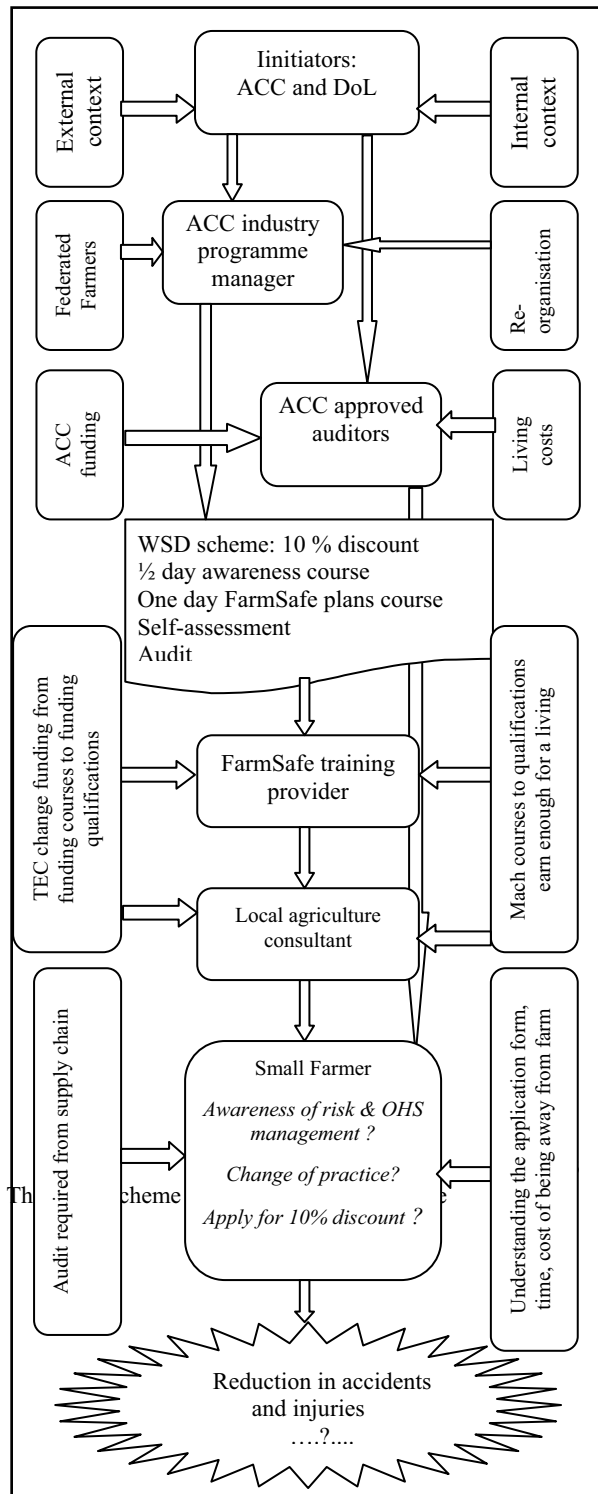 Iinitiators:
ACC and DoL
External
context
Internal
context
ACC industry
programme
manager
Federated
Farmers
Re-
organisation
ACC approved
auditors
ACC
funding
Living
costs
WSD scheme: 10 % discount
½ day awareness course
One day FarmSafe plans course
Self-assessment
Audit
TEC change funding from
funding courses to funding
qualifications
Mach courses to qualifications
earn enough for a living
FarmSafe training
provider
Local agriculture
consultant
Small Farmer
Awareness of risk & OHS
management ?
Change of practice?
Apply for 10% discount ?
Audit required from supply chain
Understanding the application form,
time, cost of being away from farm
Th cheme e
Reduction in accidents
and injuries
….?....